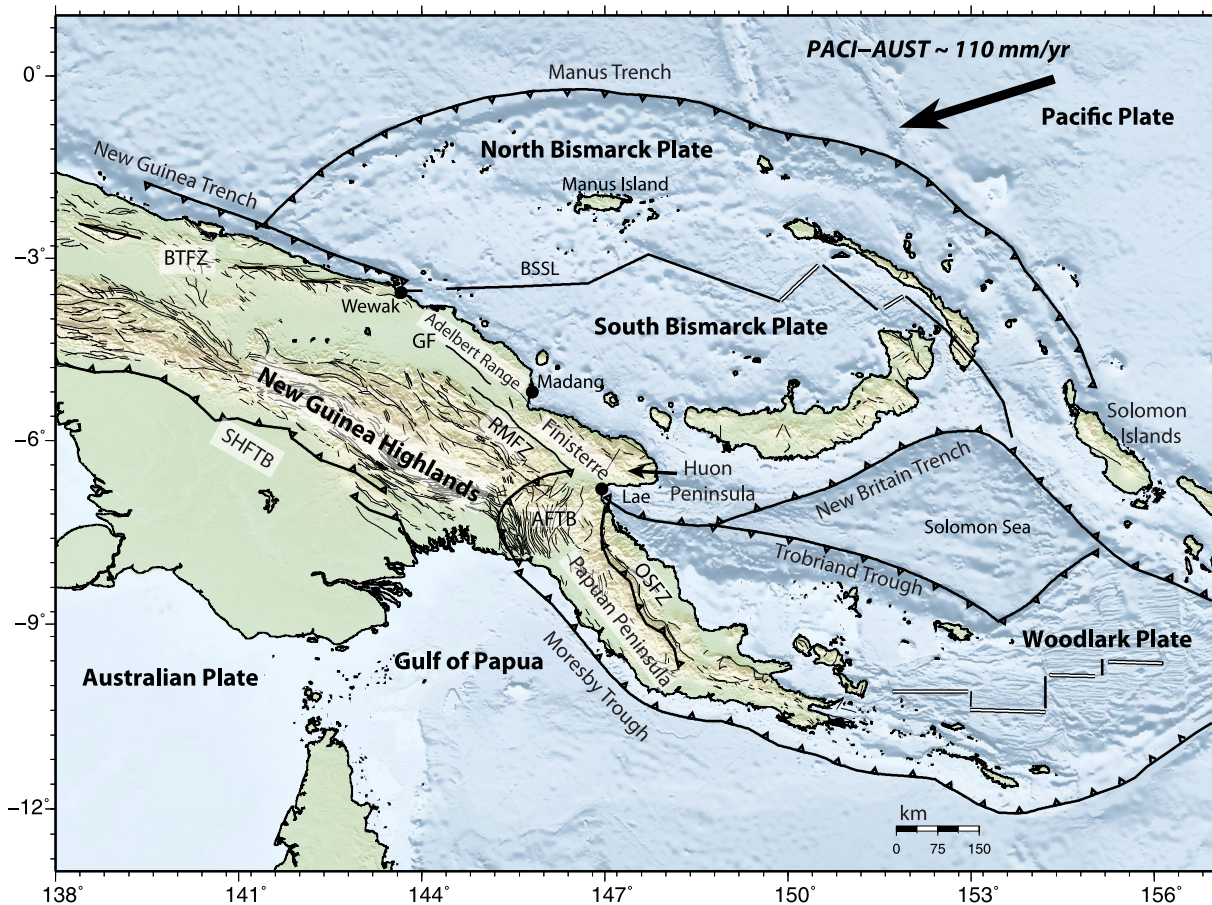 PACI–AUST ~ 110 mm/yr
Manus Trench
Pacific Plate
North Bismarck Plate
New Guinea Trench
Manus Island
BTFZ
BSSL
Wewak
South Bismarck Plate
Adelbert Range
GF
Madang
New Guinea Highlands
Solomon
Islands
SHFTB
RMFZ
Finisterre
Huon
Peninsula
New Britain Trench
Lae
AFTB
Solomon Sea
Trobriand Trough
OSFZ
Papuan Peninsula
Woodlark Plate
Gulf of Papua
Australian Plate
Moresby Trough
km
0 75 150
0˚
−3˚
−6˚
−9˚
−12˚
138˚ 141˚ 144˚ 147˚ 150˚ 153˚ 156˚